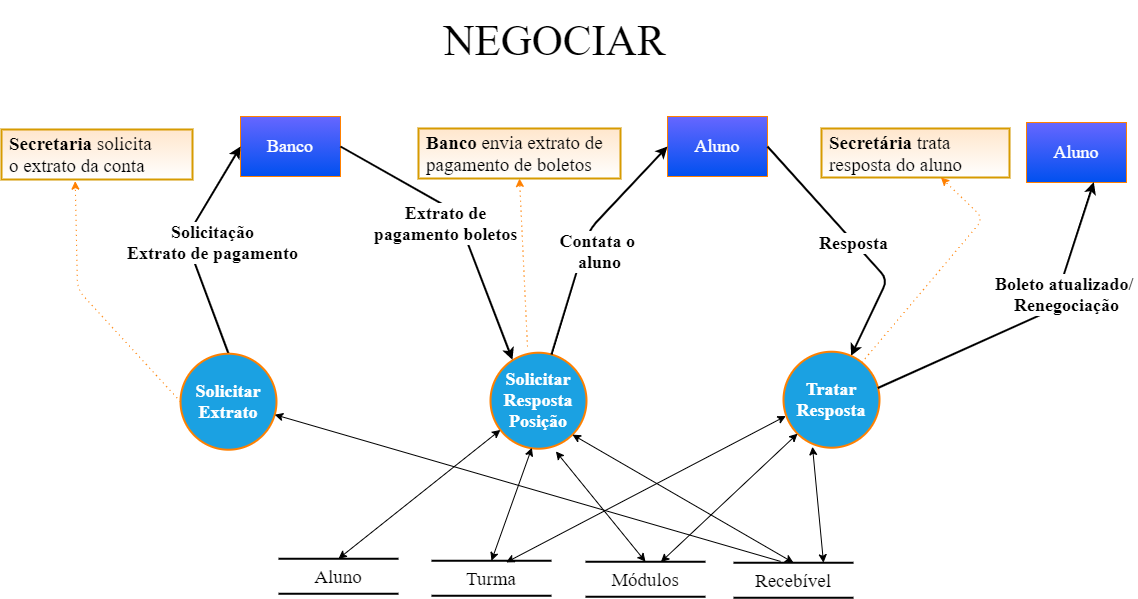 NEGOCIAR
Secretaria solicita
o extrato da conta
Banco
Banco envia extrato de
pagamento de boletos
Aluno
Secretária trata
resposta do aluno
Aluno
Solicitação
Extrato de pagamento
Extrato de
pagamento boletos
Contata o
aluno
Resposta
Boleto atualizado/
Renegociação
Solicitar
Extrato
Solicitar
Resposta
Posição
Tratar
Resposta
Aluno
Turma
Módulos
Recebível